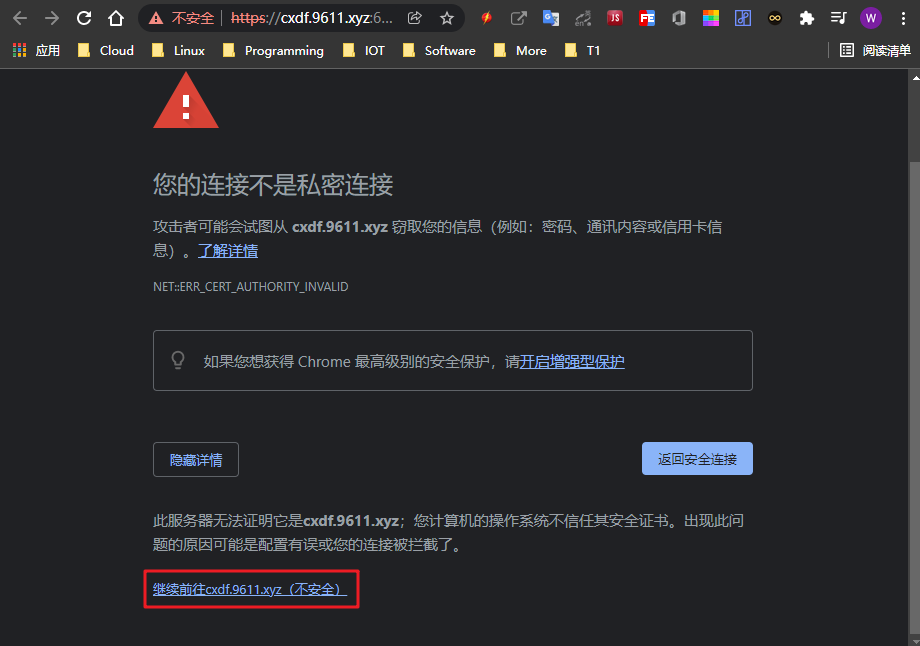 不安全 https://cxdf.9611.xyz:6...
JS FE W
应用 Cloud Linux Programming IOT Software More T1 阅读清单
您的连接不是私密连接
攻击者可能会试图从 cxdf.9611.xyz 窃取您的信息（例如：密码、通讯内容或信用卡信
息）。了解详情
NET::ERR_CERT_AUTHORITY_INVALID
如果您想获得 Chrome 最高级别的安全保护，请开启增强型保护
隐藏详情
返回安全连接
此服务器无法证明它是cxdf.9611.xyz；您计算机的操作系统不信任其安全证书。出现此问
题的原因可能是配置有误或您的连接被拦截了。
继续前往cxdf.9611.xyz（不安全）